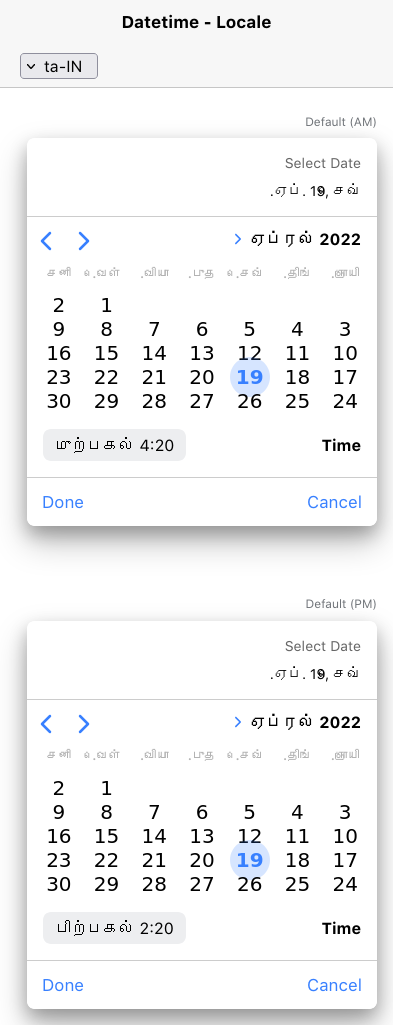 Datetime - Locale
ta-IN
Default (AM)
Select Date
செவ்., 19 ஏப்.
ஏப்ரல் 2022
ஞாயி. திங். செவ். புத. வியா. வெள். சனி
1 2
3 4 5 6 7 8 9
10 11 12 13 14 15 16
17 18 19 20 21 22 23
24 25 26 27 28 29 30
Time முற்பகல் 4:20
Cancel Done
Default (PM)
Select Date
செவ்., 19 ஏப்.
ஏப்ரல் 2022
ஞாயி. திங். செவ். புத. வியா. வெள். சனி
1 2
3 4 5 6 7 8 9
10 11 12 13 14 15 16
17 18 19 20 21 22 23
24 25 26 27 28 29 30
Time பிற்பகல் 2:20
Cancel Done